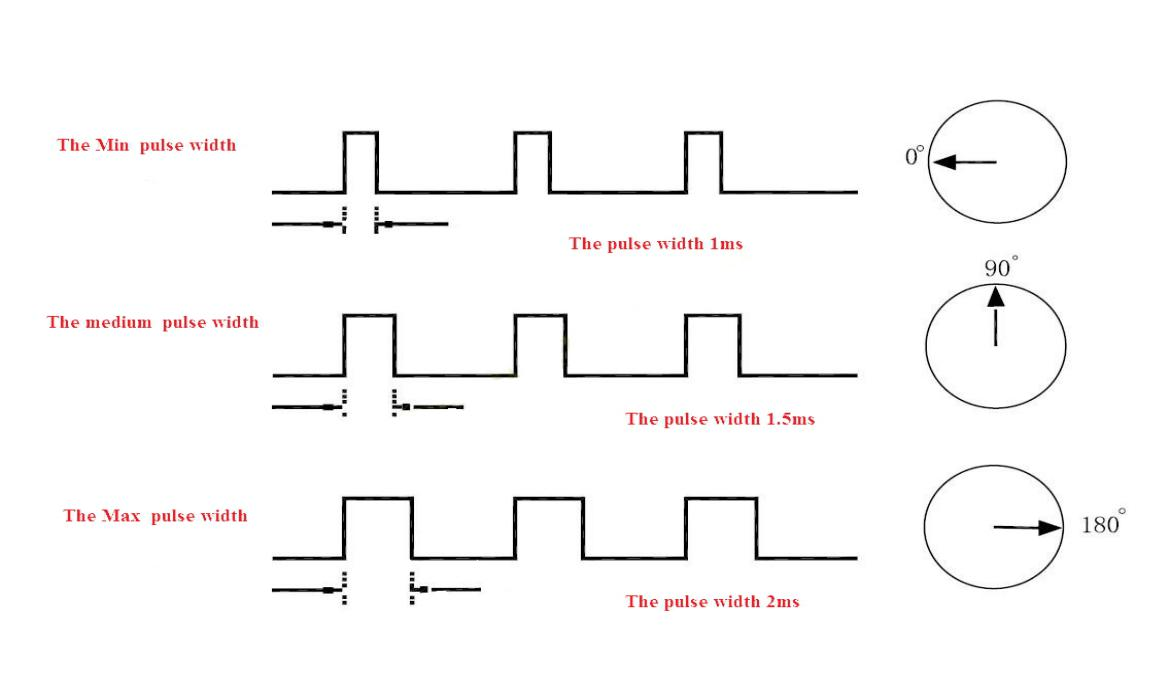 The Min pulse width
0°
The pulse width 1ms
90°
The medium pulse width
The pulse width 1.5ms
The Max pulse width
180°
The pulse width 2ms